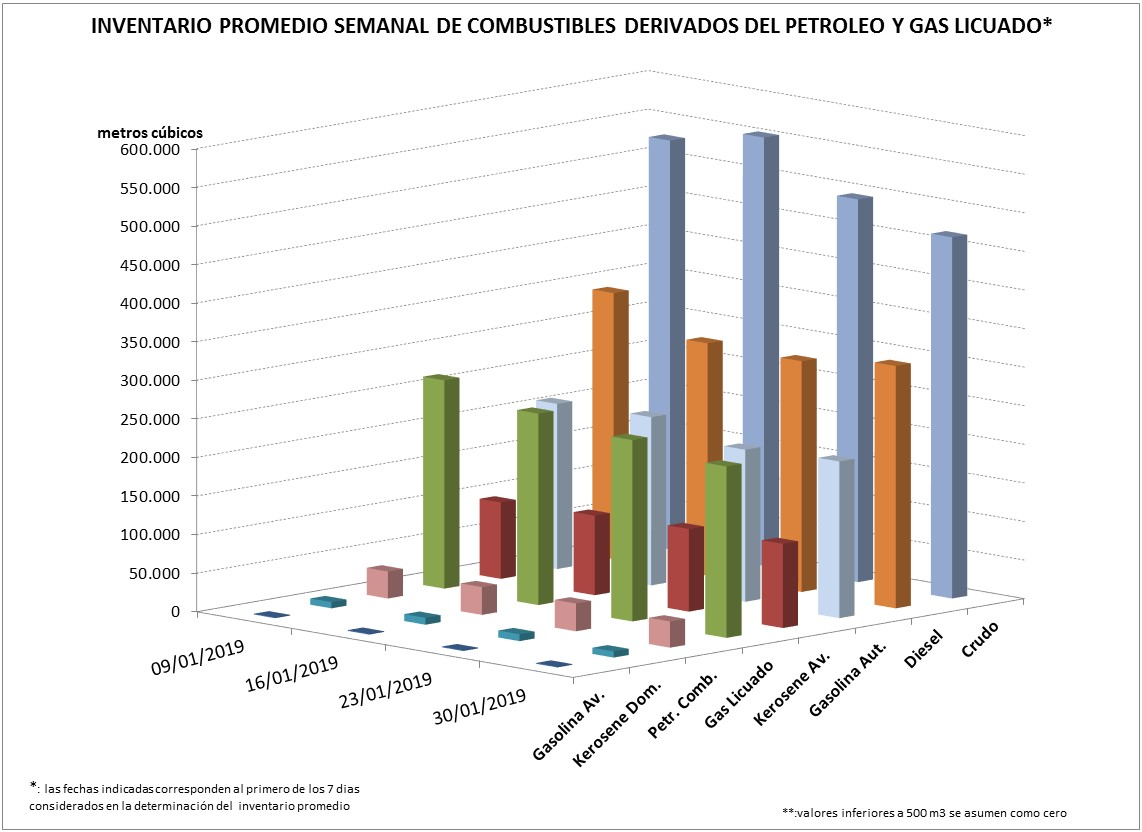 INVENTARIO PROMEDIO SEMANAL DE COMBUSTIBLES DERIVADOS DEL PETROLEO Y GAS LICUADO*
metros cúbicos
600.000
550.000
500.000
450.000
400.000
350.000
300.000
250.000
200.000
150.000
100.000
50.000
0
09/01/2019
16/01/2019
23/01/2019
30/01/2019
Gasolina Av.
Kerosene Dom.
Petr. Comb.
Gas Licuado
Kerosene Av.
Gasolina Aut.
Diesel
Crudo
*: las fechas indicadas corresponden al primero de los 7 dias
considerados en la determinación del inventario promedio
**:valores inferiores a 500 m3 se asumen como cero